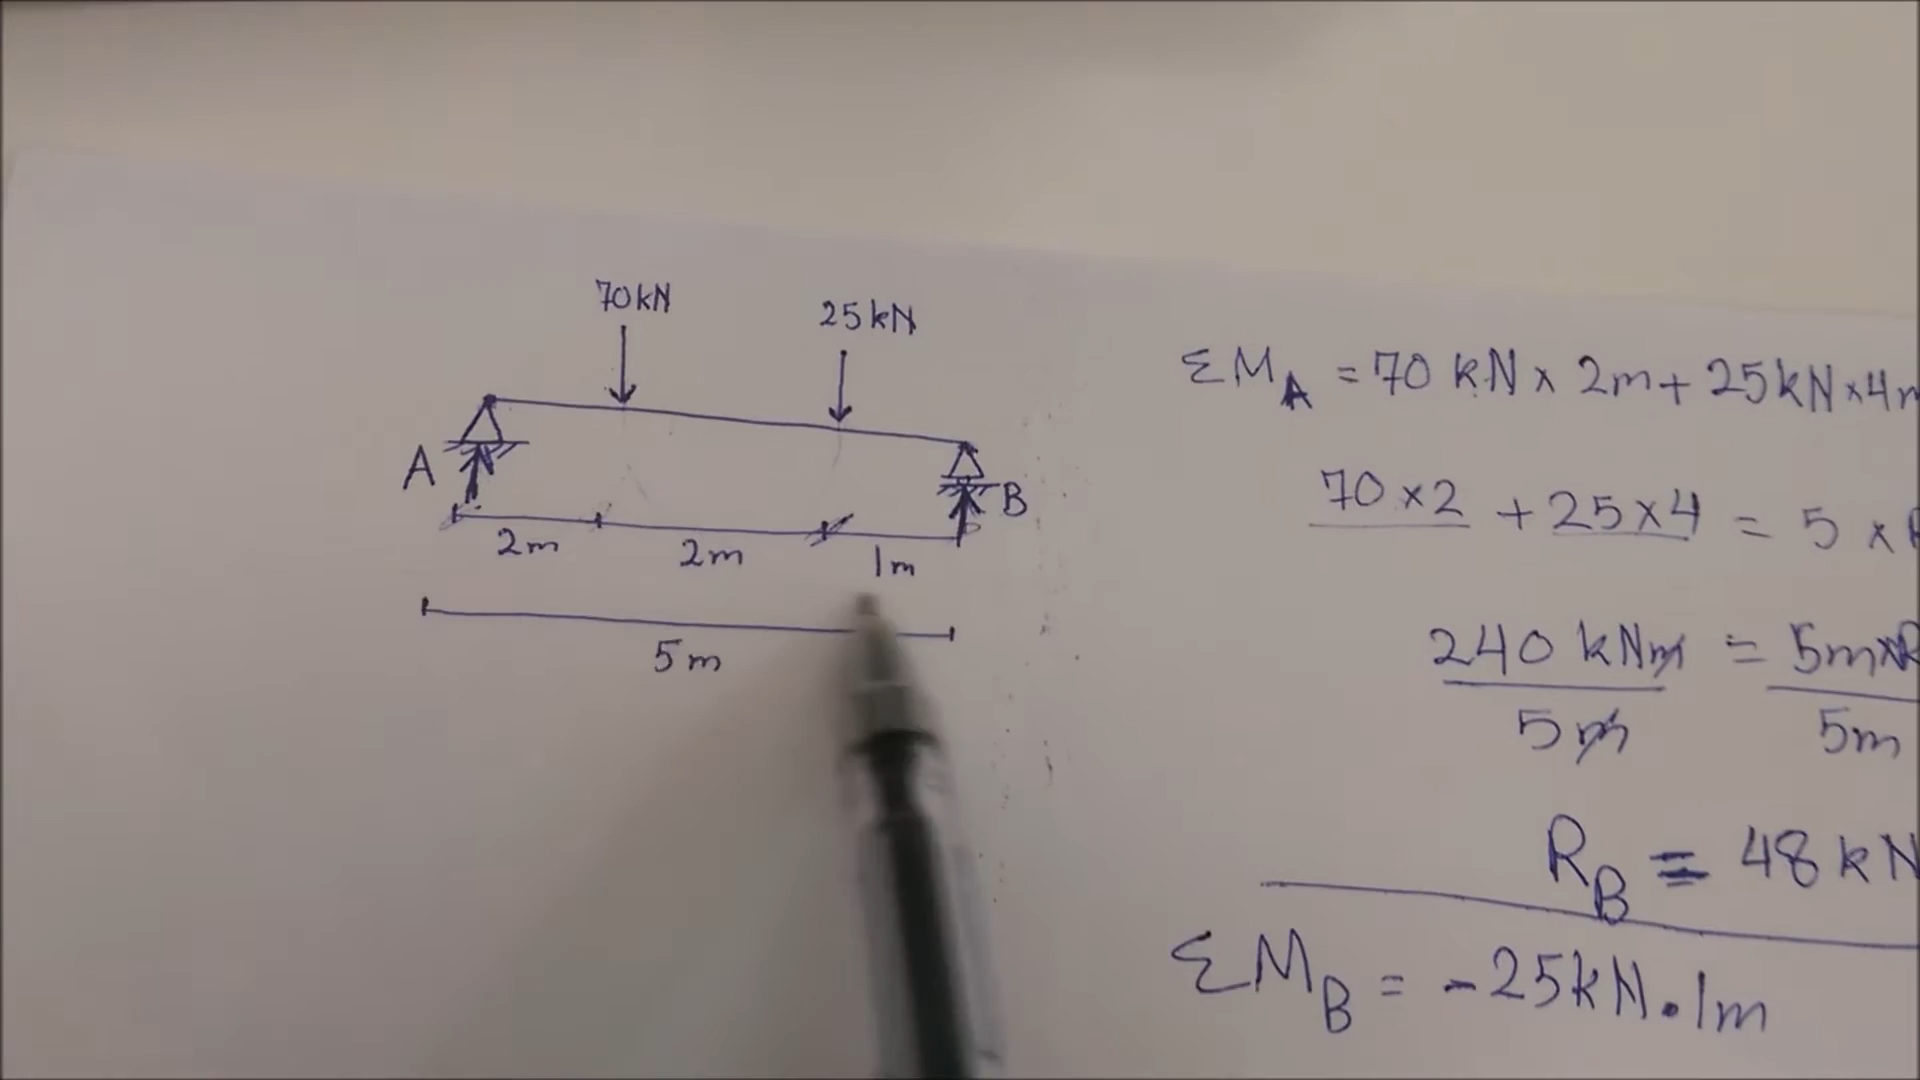 70kN
25kN
A
B
2m
2m
1m
5m
ΣM_A = 70 kN × 2m + 25kN × 4m
70 × 2 + 25 × 4 = 5 × R
240 kNm = 5m × R
5m 5m
R_B = 48 kN
ΣM_B = -25kN . 1m